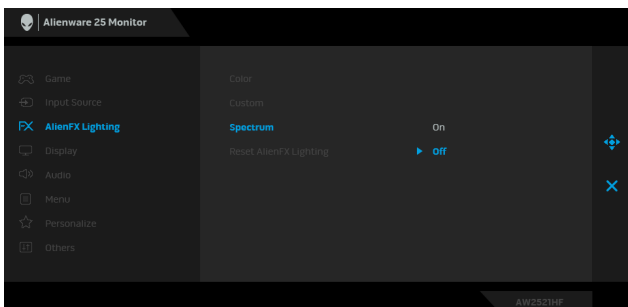 Alienware 25 Monitor
Game
Color
Input Source
Custom
FX AlienFX Lighting
Spectrum
On
Display
Reset AlienFX Lighting
Off
Audio
Menu
Personalize
Others
AW2521HF